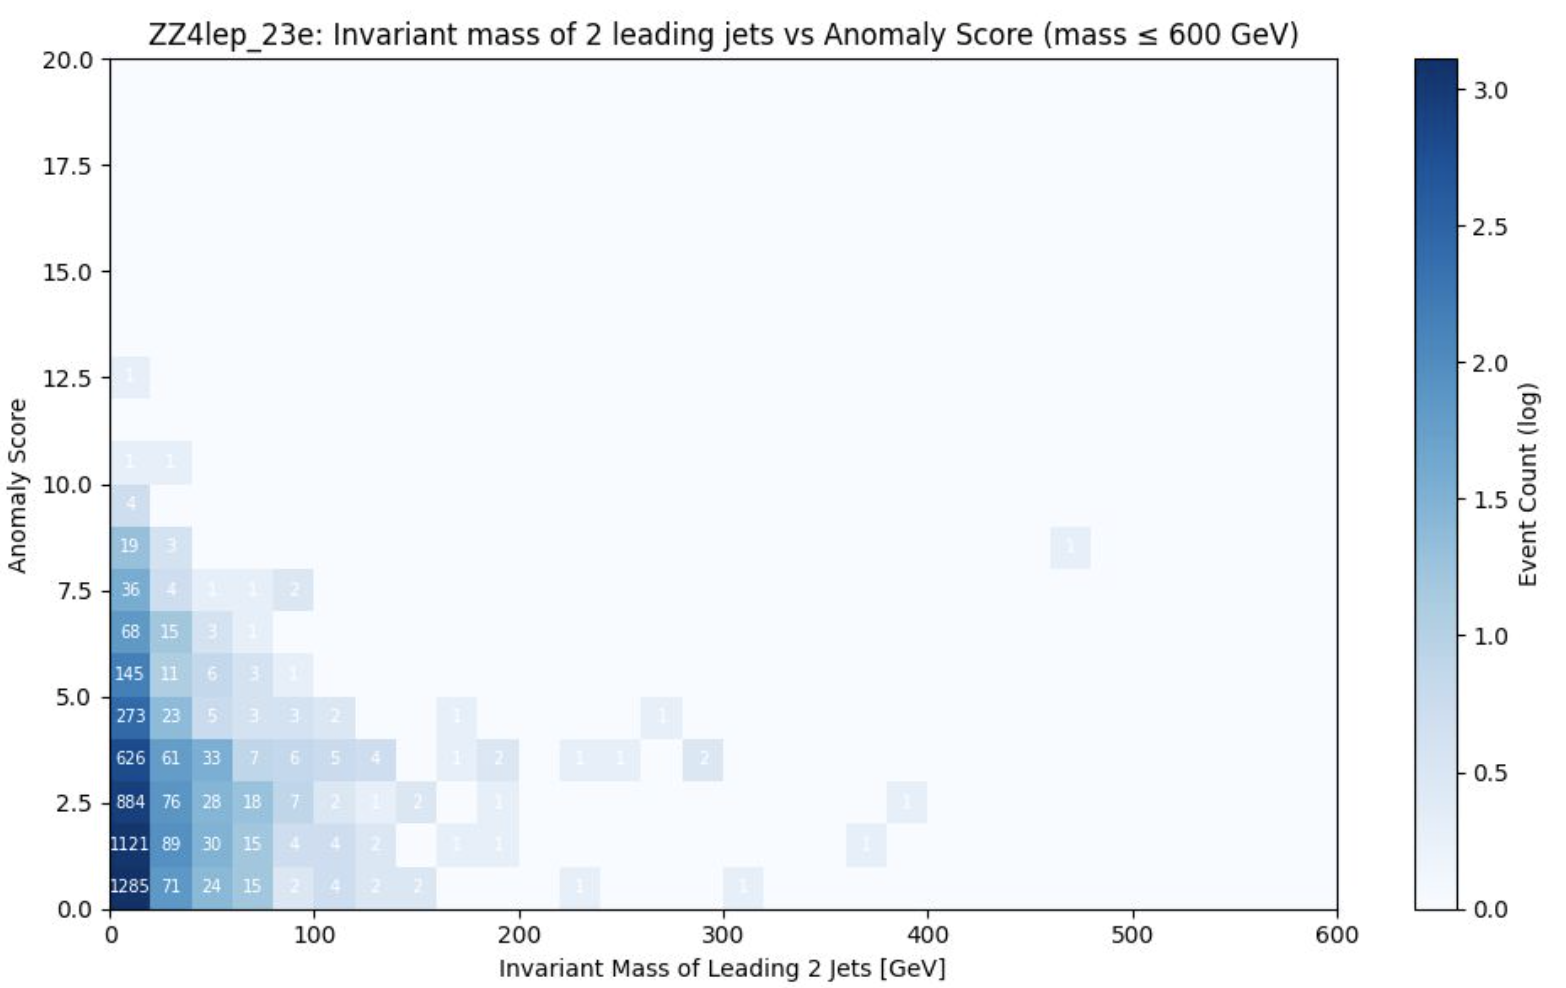 ZZ4lep_23e: Invariant mass of 2 leading jets vs Anomaly Score (mass ≤ 600 GeV)
20.0
17.5
15.0
12.5
10.0
7.5
5.0
2.5
0.0
Anomaly Score
1
1 1
4
19 3 1
36 4 1 1 2
68 15 3 1
145 11 6 3 1
273 23 5 3 3 2 1 1
626 61 33 7 6 5 4 1 2 1 1 2
884 76 28 18 7 2 1 2 1 1
1121 89 30 15 4 4 2 1 1 1
1285 71 24 15 2 4 2 2 1 1
0 100 200 300 400 500 600
Invariant Mass of Leading 2 Jets [GeV]
3.0
2.5
2.0
1.5
1.0
0.5
0.0
Event Count (log)